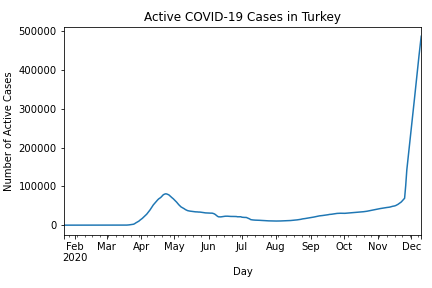 Active COVID-19 Cases in Turkey
500000
400000
300000
200000
100000
0
Number of Active Cases
Feb Mar Apr May Jun Jul Aug Sep Oct Nov Dec
2020
Day